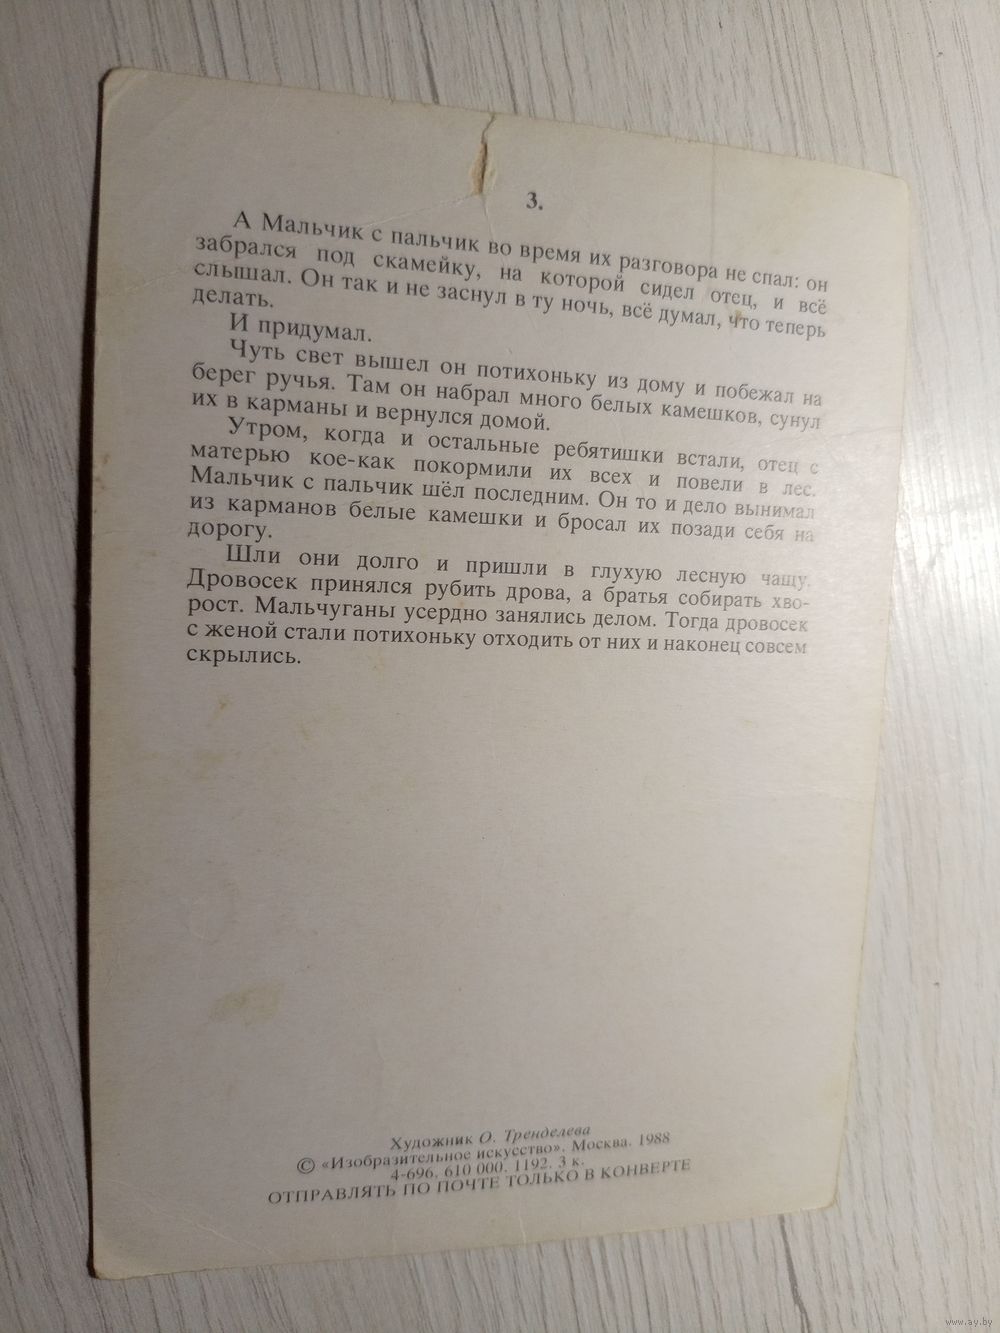 3.
А Мальчик с пальчик во время их разговора не спал: он
забрался под скамейку, на которой сидел отец, и всё
слышал. Он так и не заснул в ту ночь, всё думал, что теперь
делать.
И придумал.
Чуть свет вышел он потихоньку из дому и побежал на
берег ручья. Там он набрал много белых камешков, сунул
их в карманы и вернулся домой.
Утром, когда и остальные ребятишки встали, отец с
матерью кое-как покормили их всех и повели в лес.
Мальчик с пальчик шёл последним. Он то и дело вынимал
из карманов белые камешки и бросал их позади себя на
дорогу.
Шли они долго и пришли в глухую лесную чащу.
Дровосек принялся рубить дрова, а братья собирать хво-
рост. Мальчуганы усердно занялись делом. Тогда дровосек
с женой стали потихоньку отходить от них и наконец совсем
скрылись.
Художник О. Тренделева
© «Изобразительное искусство». Москва. 1988
4-696. 610 000. 1192. 3 к.
ОТПРАВЛЯТЬ ПО ПОЧТЕ ТОЛЬКО В КОНВЕРТЕ
www.ay.by